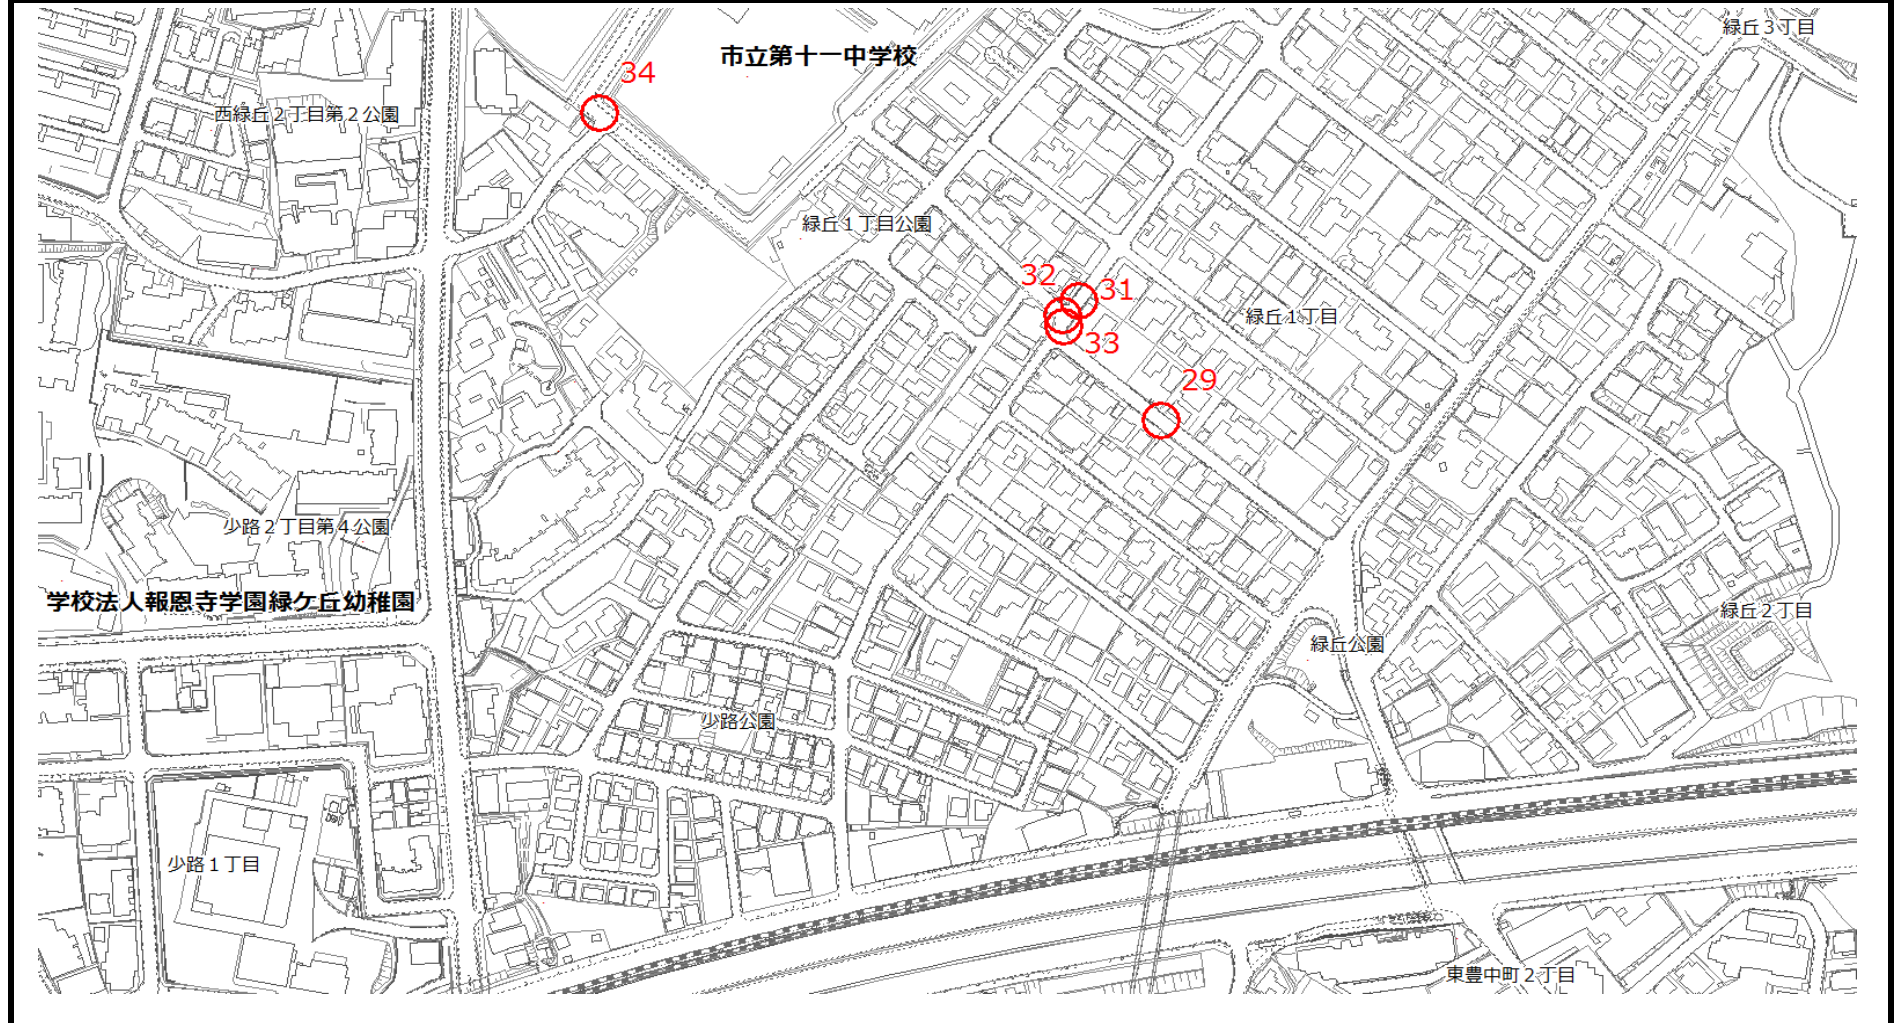 緑丘３丁目
市立第十一中学校
34
西緑丘２丁目第２公園
緑丘１丁目公園
32
31
緑丘１丁目
33
29
少路２丁目第４公園
学校法人報恩寺学園緑ケ丘幼稚園
緑丘２丁目
緑丘公園
少路公園
少路１丁目
東豊中町２丁目